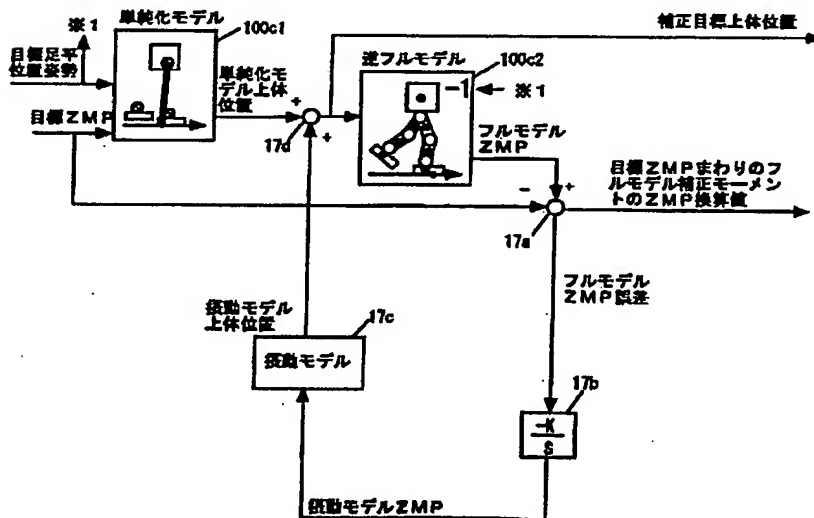 ※1
単純化モデル
100c1
補正目標上体位置
目標足平
位置姿勢
単純化モ
デル上体
位置
逆フルモデル
100c2
-1
※1
目標ZMP
+
+
17d
フルモデル
ZMP
目標ZMPまわりのフ
ルモデル補正モーメン
トのZMP換算値
-
+
17a
フルモデル
ZMP誤差
摂動モデル
上体位置
17c
摂動モデル
17b
-K
S
摂動モデルZMP